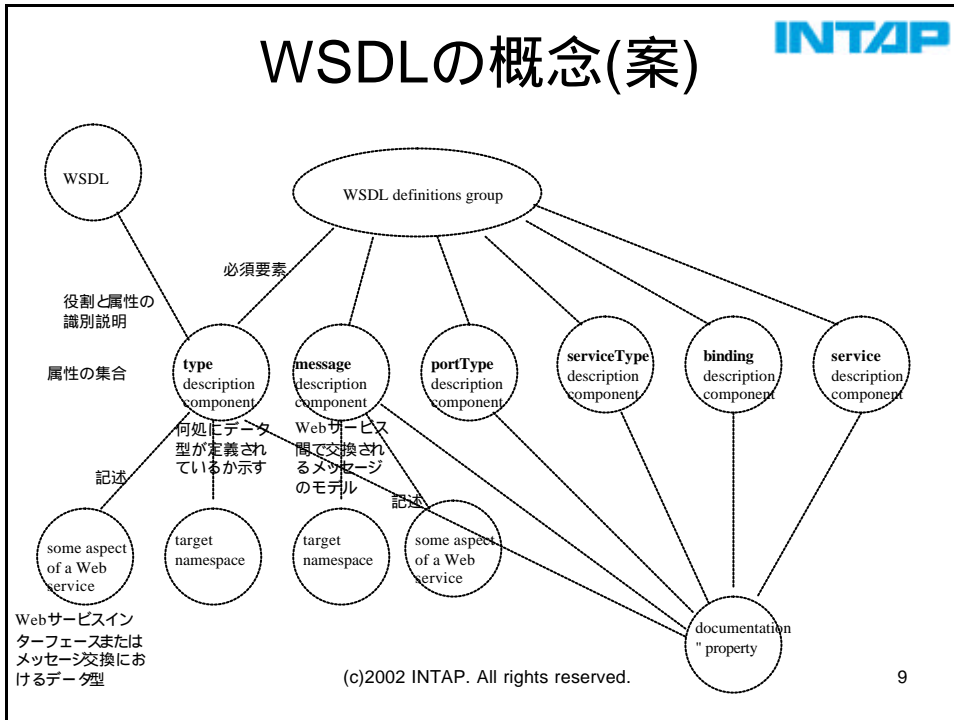 INTAP
WSDLの概念(案)
WSDL
WSDL definitions group
必須要素
役割と属性の
識別説明
属性の集合
type
description
component
message
description
component
portType
description
component
serviceType
description
component
binding
description
component
service
description
component
何処にデータ
型が定義され
ているか示す
Webサービス
間で交換され
るメッセージ
のモデル
記述
記述
some aspect
of a Web
service
target
namespace
target
namespace
some aspect
of a Web
service
Webサービスイン
ターフェースまたは
メッセージ交換にお
けるデータ型
documentation
" property
(c)2002 INTAP. All rights reserved.
9